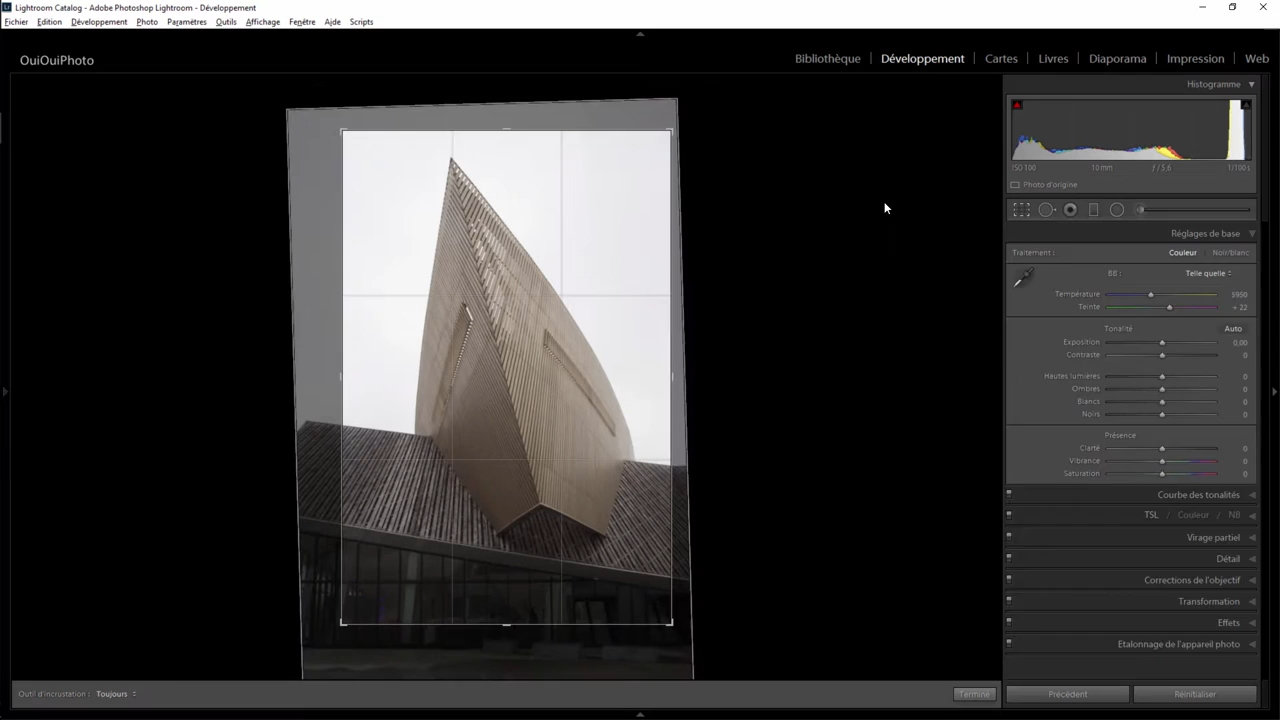 Lightroom Catalog - Adobe Photoshop Lightroom - Développement
Fichier Edition Développement Photo Paramètres Outils Affichage Fenêtre Aide Scripts
OuiOuiPhoto
Bibliothèque | Développement | Cartes | Livres | Diaporama | Impression | Web
Histogramme
ISO 100 10 mm f / 5,6 1/100s
Photo d'origine
Réglages de base
Traitement : Couleur Noir/blanc
BB : Telle quelle
Température 5950
Teinte + 22
Tonalité Auto
Exposition 0,00
Contraste 0
Hautes lumières 0
Ombres 0
Blancs 0
Noirs 0
Présence
Clarté 0
Vibrance 0
Saturation 0
Courbe des tonalités
TSL / Couleur / NB
Virage partiel
Détail
Corrections de l'objectif
Transformation
Effets
Etalonnage de l'appareil photo
Outil d'incrustation : Toujours Terminé Précédent Réinitialiser